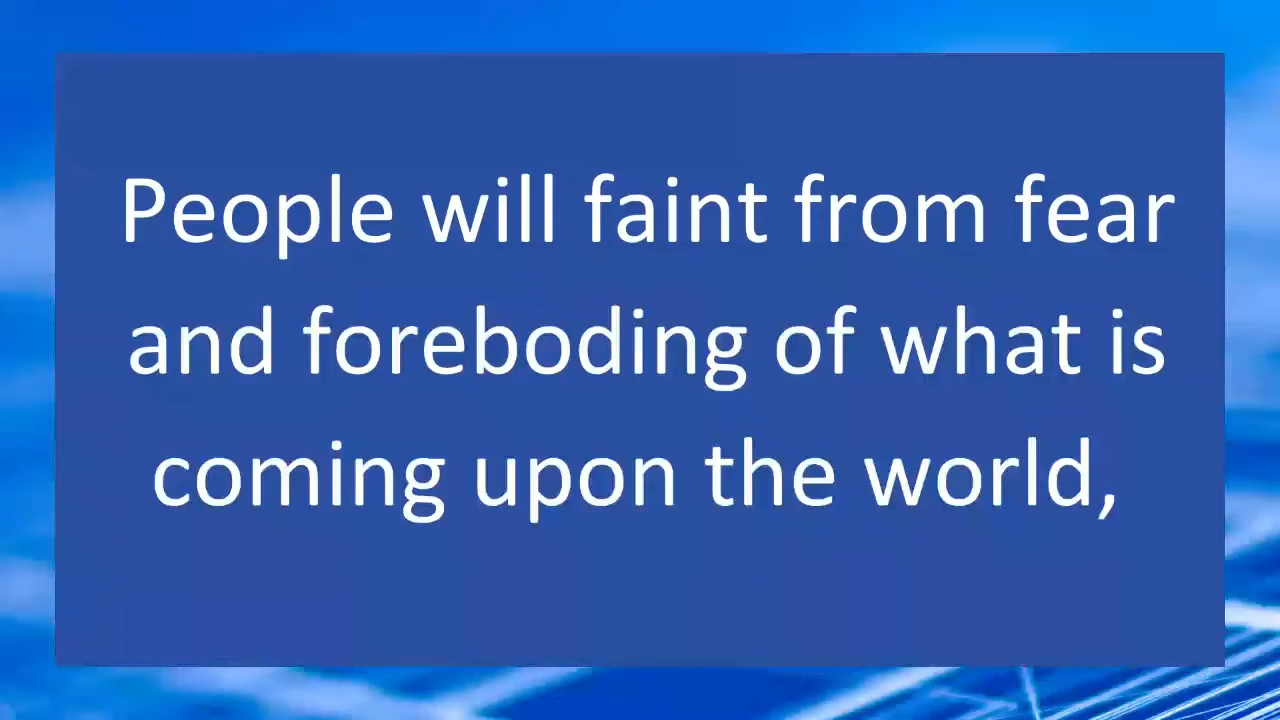 People will faint from fear
and foreboding of what is
coming upon the world,